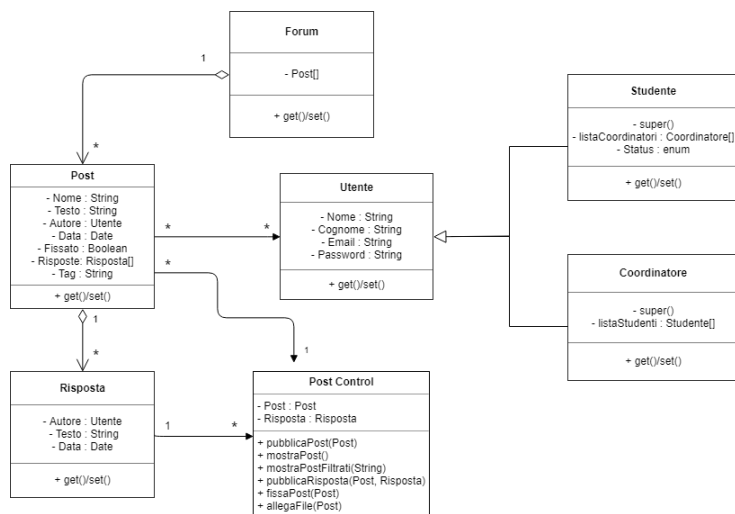 Forum
- Post[]
+ get()/set()
1
*
Studente
- super()
- listaCoordinatori : Coordinatore[]
- Status : enum
+ get()/set()
Post
- Nome : String
- Testo : String
- Autore : Utente
- Data : Date
- Fissato : Boolean
- Risposte: Risposta[]
- Tag : String
+ get()/set()
*
*
*
1
Utente
- Nome : String
- Cognome : String
- Email : String
- Password : String
+ get()/set()
Coordinatore
- super()
- listaStudenti : Studente[]
+ get()/set()
1
*
Risposta
- Autore : Utente
- Testo : String
- Data : Date
+ get()/set()
1
*
Post Control
- Post : Post
- Risposta : Risposta
+ pubblicaPost(Post)
+ mostraPost()
+ mostraPostFiltrati(String)
+ pubblicaRisposta(Post, Risposta)
+ fissaPost(Post)
+ allegaFile(Post)